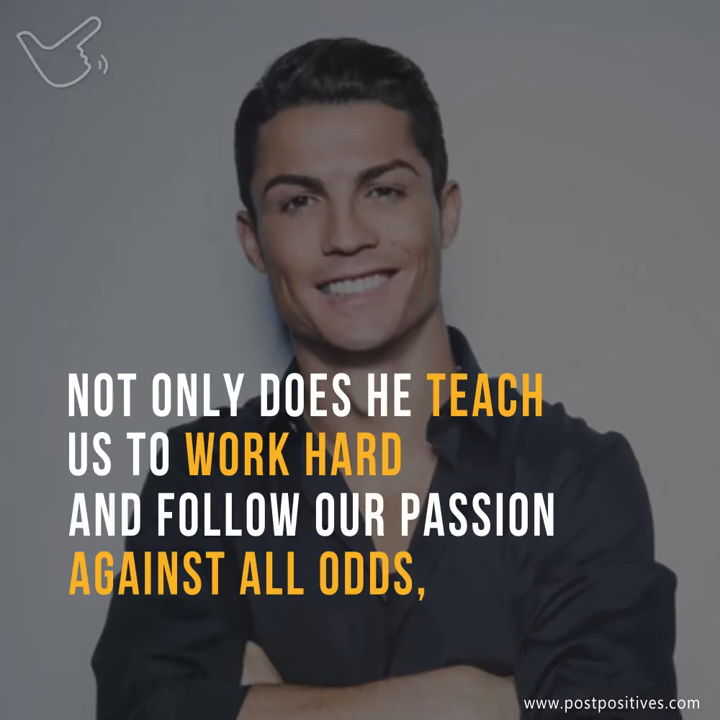 NOT ONLY DOES HE TEACH
US TO WORK HARD
AND FOLLOW OUR PASSION
AGAINST ALL ODDS,
www.postpositives.com